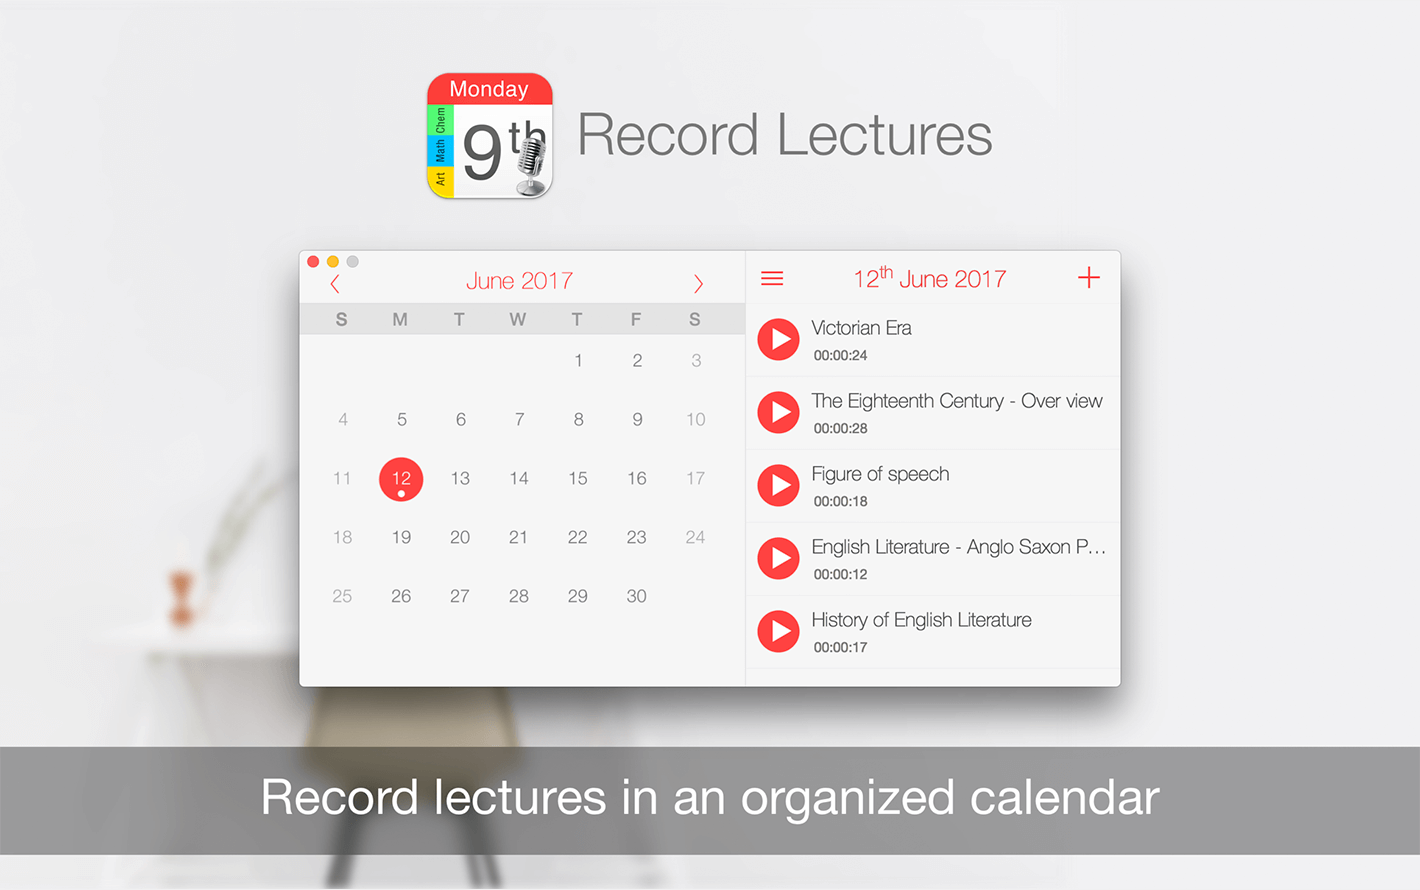 Monday
Chem
Math
Art
9th
Record Lectures
June 2017
S M T W T F S
1 2 3
4 5 6 7 8 9 10
11 12 13 14 15 16 17
18 19 20 21 22 23 24
25 26 27 28 29 30
12th June 2017
Victorian Era
00:00:24
The Eighteenth Century - Over view
00:00:28
Figure of speech
00:00:18
English Literature - Anglo Saxon P...
00:00:12
History of English Literature
00:00:17
Record lectures in an organized calendar